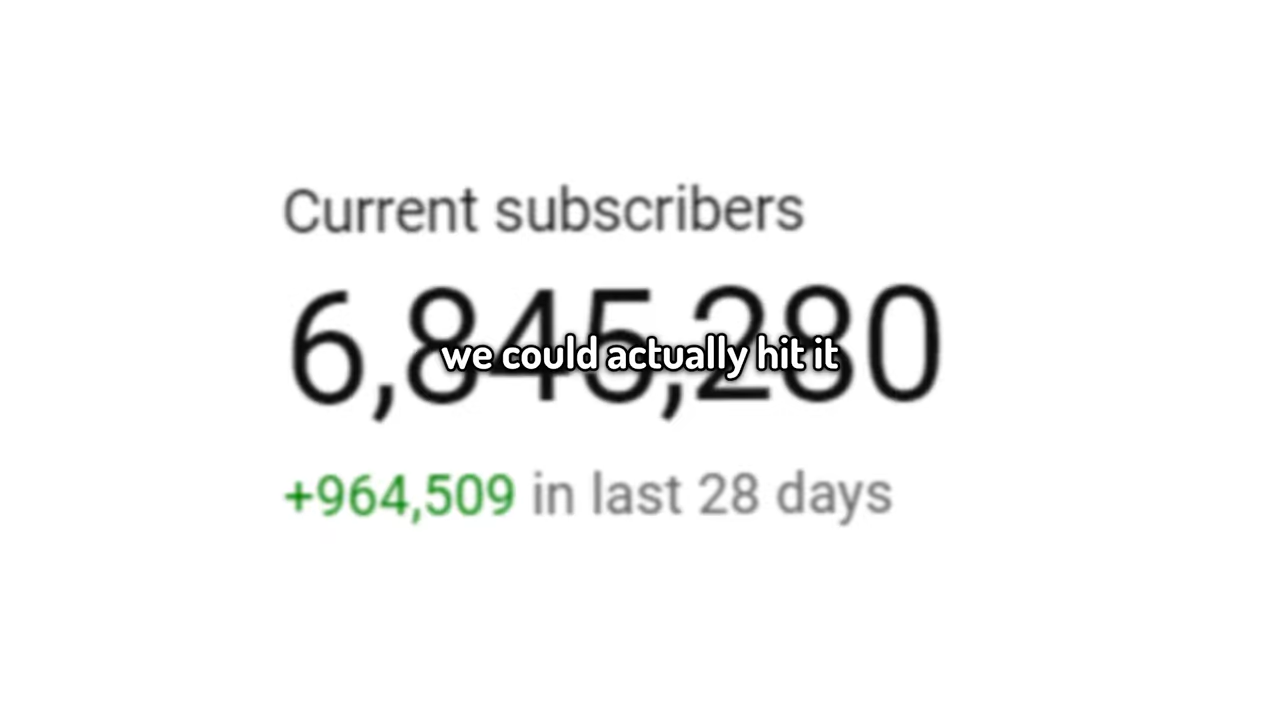 Current subscribers
6,845,280
we could actually hit it
+964,509 in last 28 days